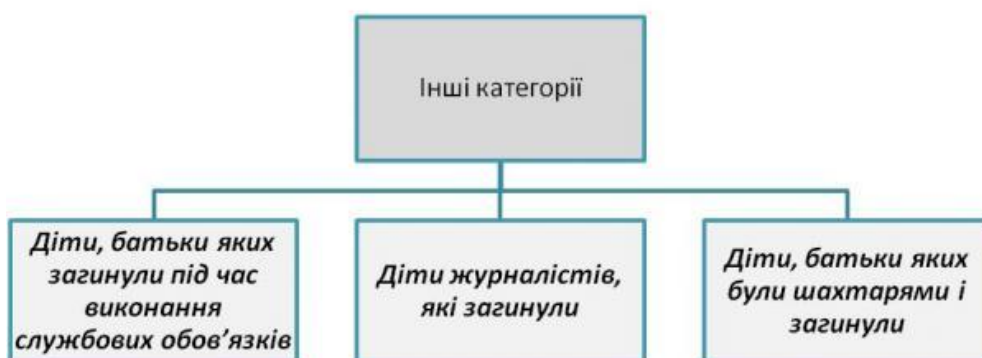 Інші категорії
Діти, батьки яких
загинули під час
виконання
службових обов’язків
Діти журналістів,
які загинули
Діти, батьки яких
були шахтарями і
загинули